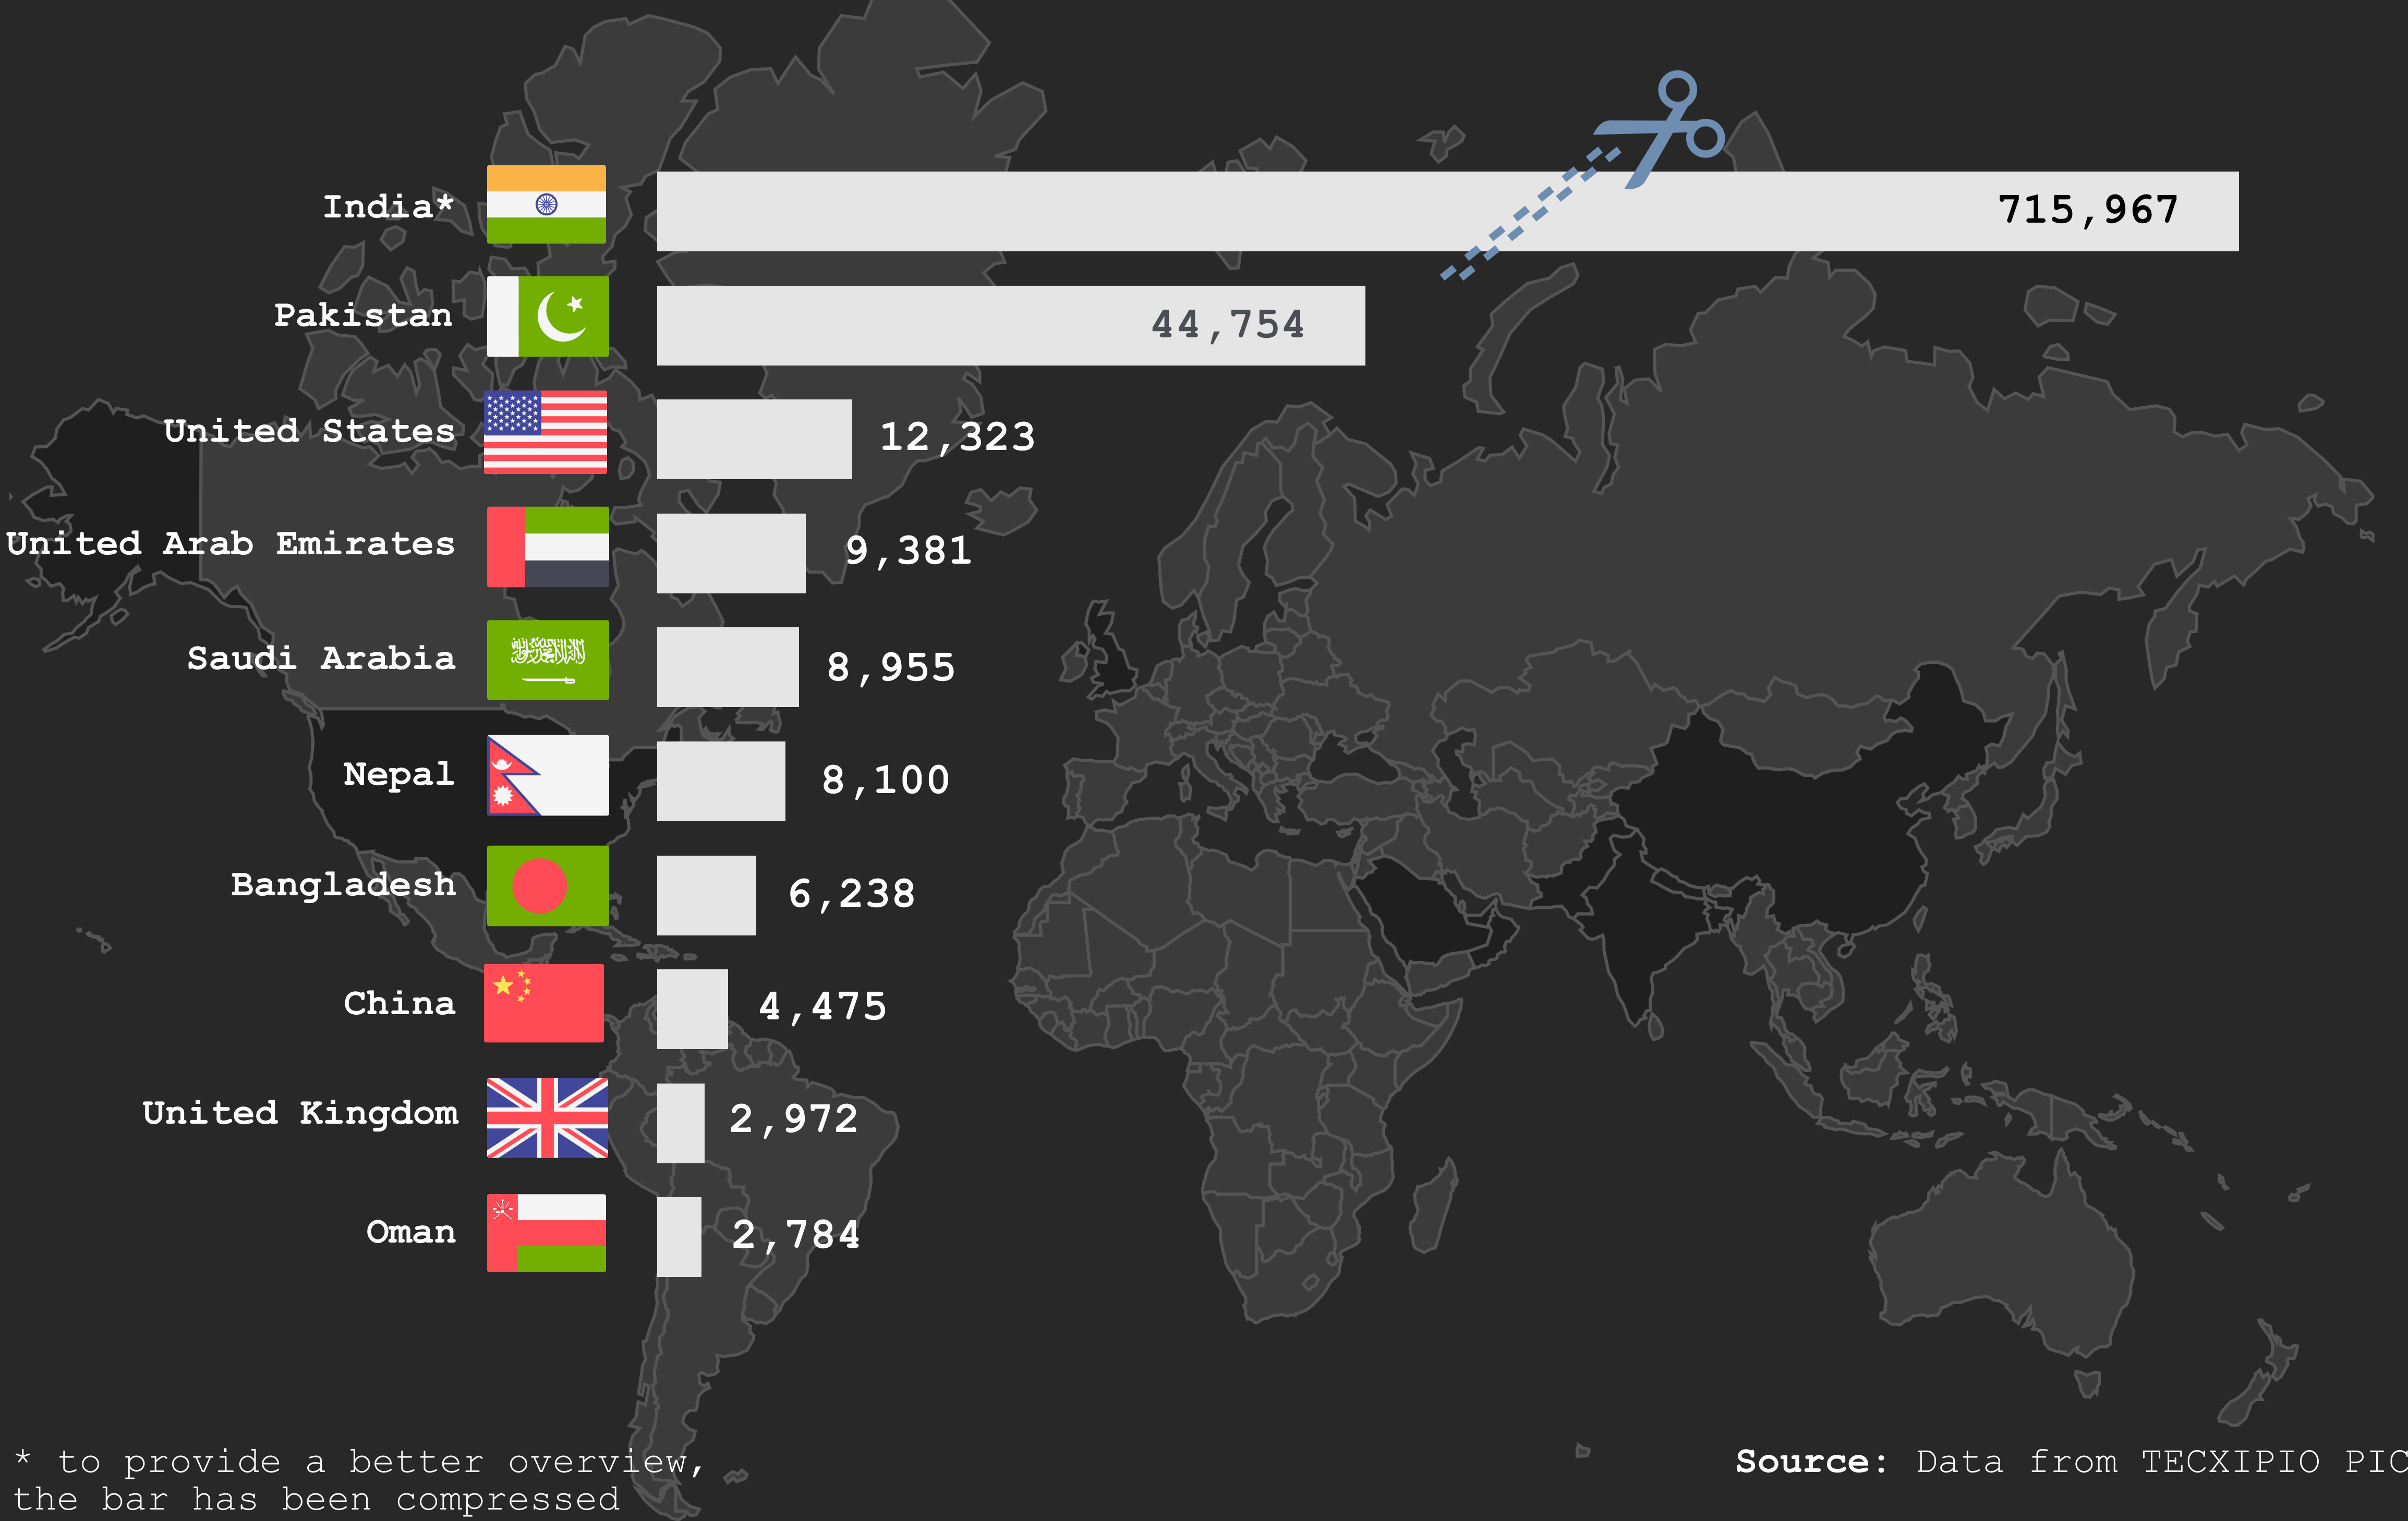 India*
715,967
Pakistan
44,754
United States
12,323
United Arab Emirates
9,381
Saudi Arabia
8,955
Nepal
8,100
Bangladesh
6,238
China
4,475
United Kingdom
2,972
Oman
2,784
* to provide a better overview,
the bar has been compressed
Source: Data from TECXIPIO PIC